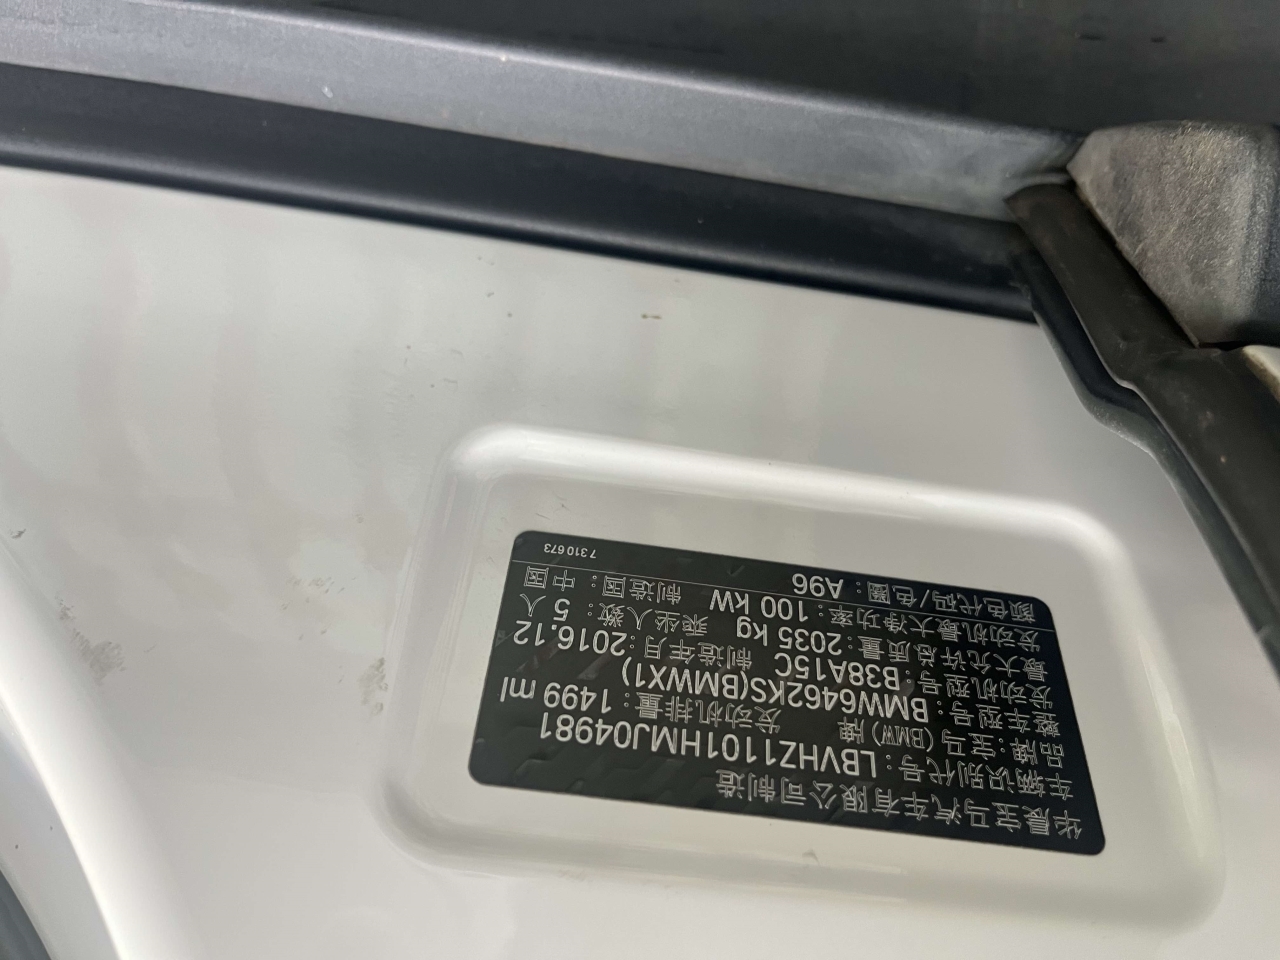 华晨宝马汽车有限公司制造
车辆识别代号：LBVHZ1101HMJ04981
品牌：宝马（BMW）牌 发动机排量：1499 ml
整车型号：BMW6462KS(BMWX1)
发动机型号：B38A15C 制造年月：2016.12
最大允许总质量：2035 kg 乘坐人数：5 人
发动机最大净功率：100 kW 制造国：中国
颜色代码/色圈：A96
7310673